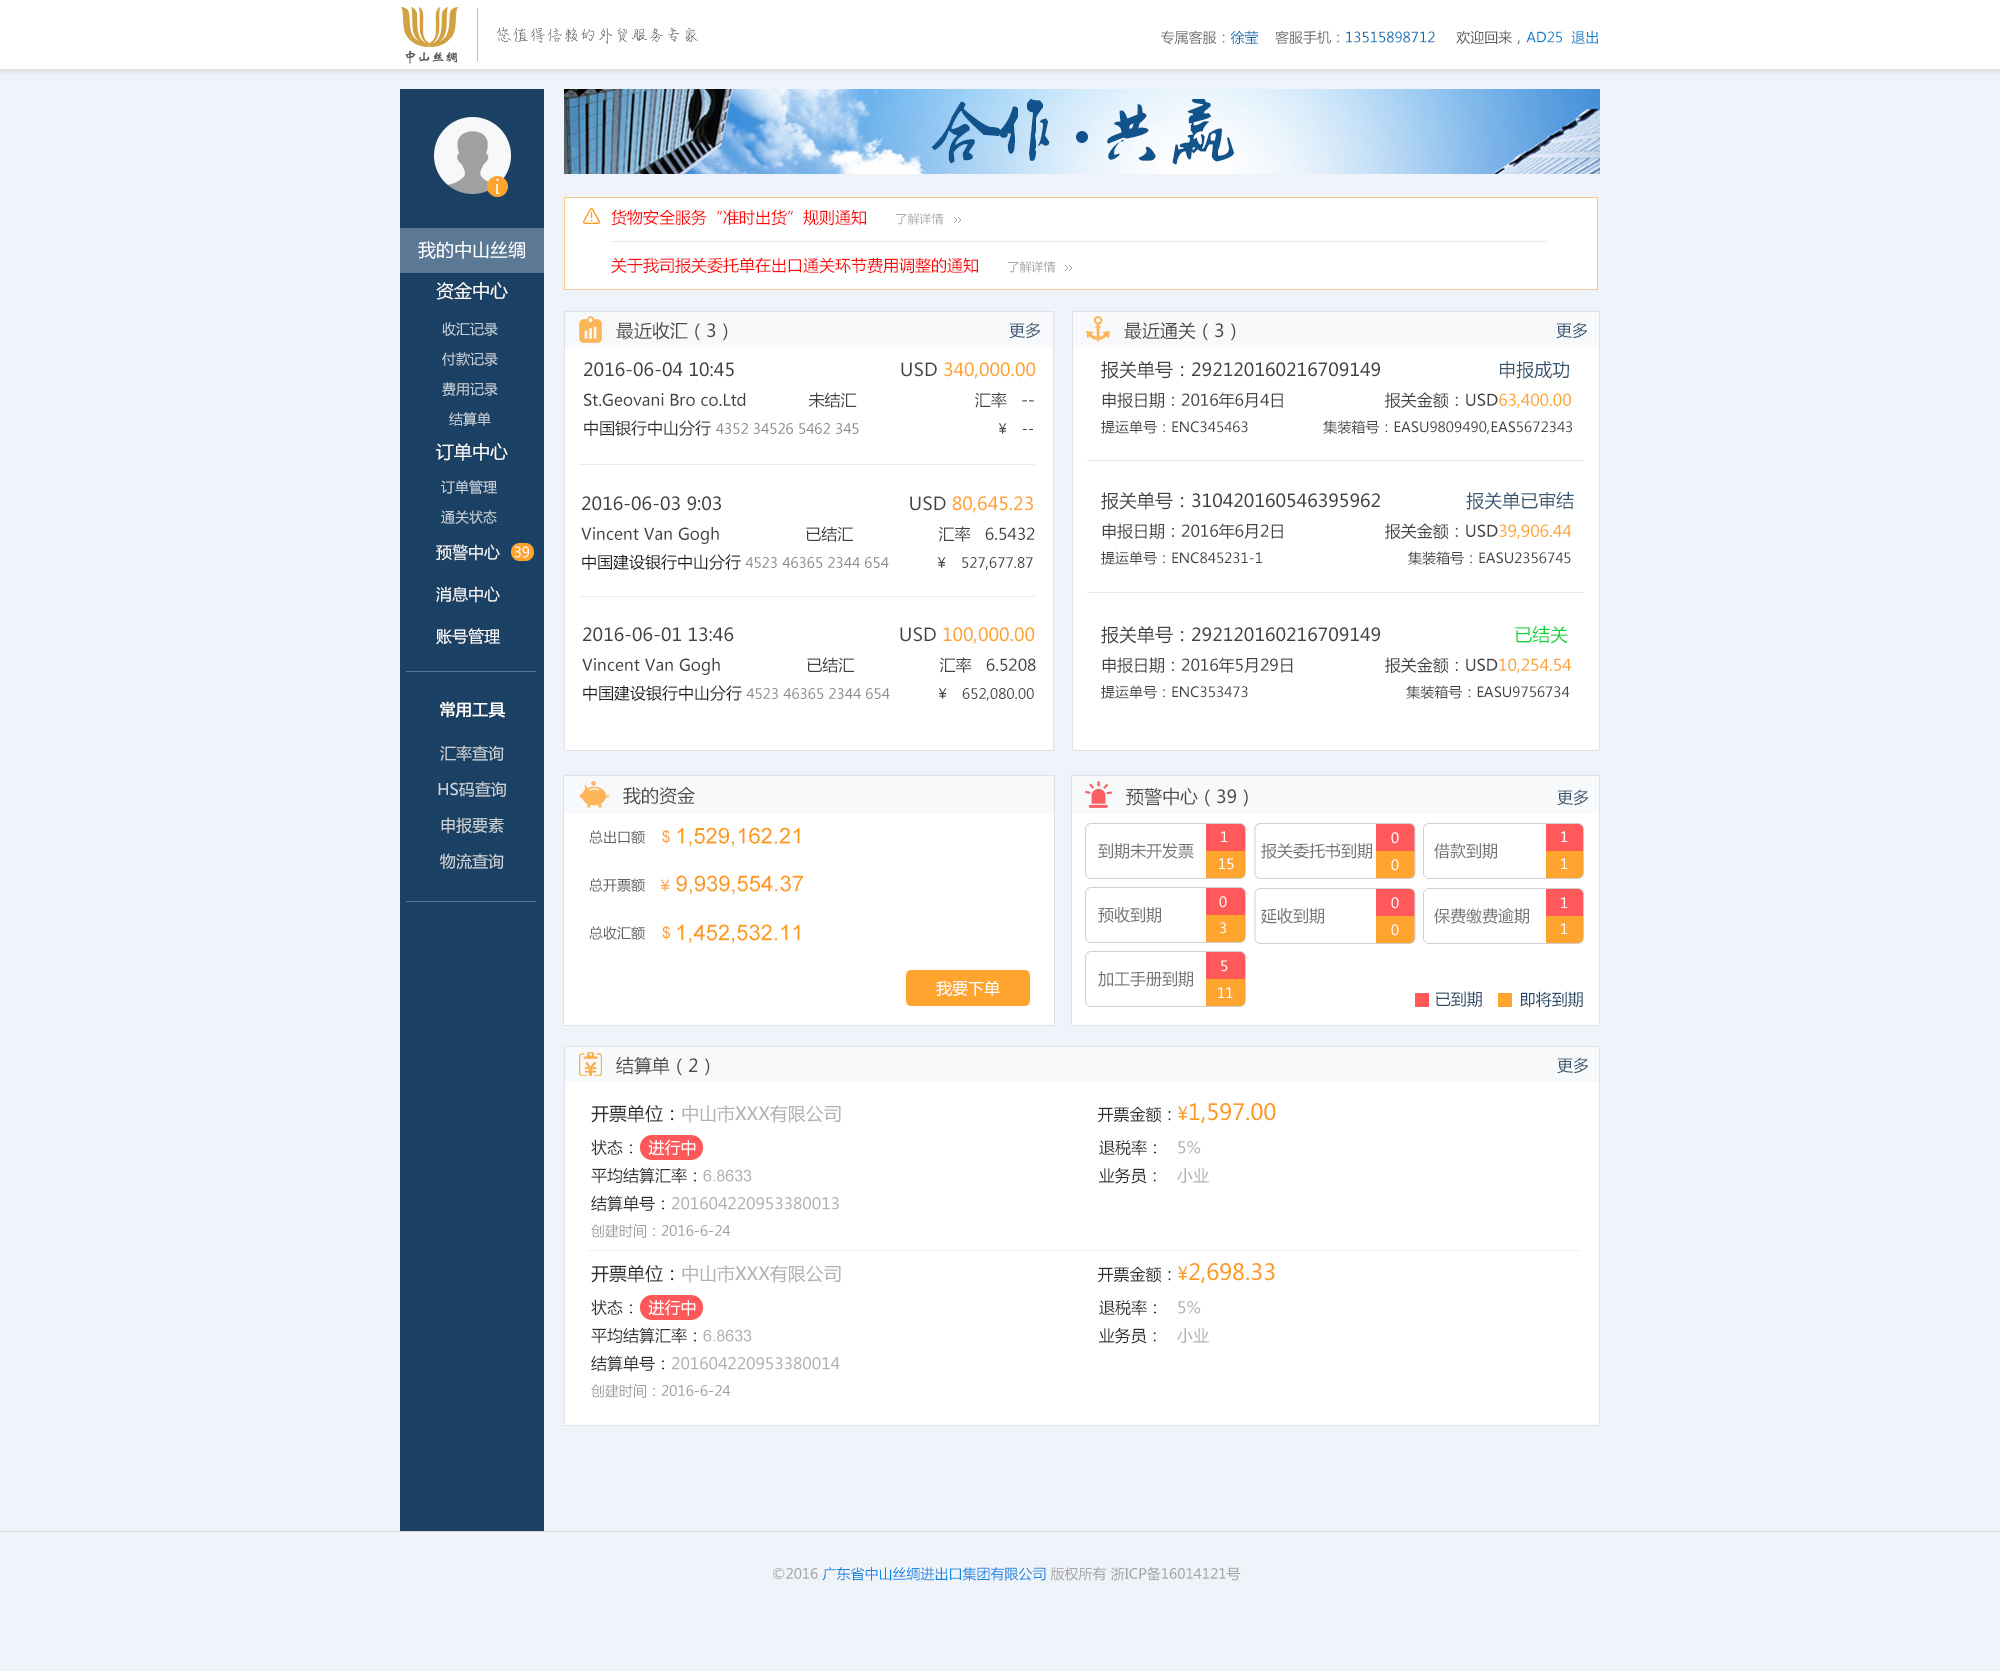 中山丝绸
您值得信赖的外贸服务专家
专属客服：徐莹 客服手机：13515898712 欢迎回来，AD25 退出
合作·共赢
i
我的中山丝绸
资金中心
收汇记录
付款记录
费用记录
结算单
订单中心
订单管理
通关状态
预警中心 39
消息中心
账号管理
常用工具
汇率查询
HS码查询
申报要素
物流查询
货物安全服务“准时出货”规则通知 了解详情 »
关于我司报关委托单在出口通关环节费用调整的通知 了解详情 »
最近收汇（3） 更多
2016-06-04 10:45 USD 340,000.00
St.Geovani Bro co.Ltd 未结汇 汇率 --
中国银行中山分行 4352 34526 5462 345 ¥ --
2016-06-03 9:03 USD 80,645.23
Vincent Van Gogh 已结汇 汇率 6.5432
中国建设银行中山分行 4523 46365 2344 654 ¥ 527,677.87
2016-06-01 13:46 USD 100,000.00
Vincent Van Gogh 已结汇 汇率 6.5208
中国建设银行中山分行 4523 46365 2344 654 ¥ 652,080.00
最近通关（3） 更多
报关单号：292120160216709149 申报成功
申报日期：2016年6月4日 报关金额：USD63,400.00
提运单号：ENC345463 集装箱号：EASU9809490,EAS5672343
报关单号：310420160546395962 报关单已审结
申报日期：2016年6月2日 报关金额：USD39,906.44
提运单号：ENC845231-1 集装箱号：EASU2356745
报关单号：292120160216709149 已结关
申报日期：2016年5月29日 报关金额：USD10,254.54
提运单号：ENC353473 集装箱号：EASU9756734
我的资金
总出口额 $ 1,529,162.21
总开票额 ¥ 9,939,554.37
总收汇额 $ 1,452,532.11
我要下单
预警中心（39） 更多
到期未开发票 1 15
报关委托书到期 0 0
借款到期 1 1
预收到期 0 3
延收到期 0 0
保费缴费逾期 1 1
加工手册到期 5 11
已到期 即将到期
¥
结算单（2） 更多
开票单位：中山市XXX有限公司 开票金额：¥1,597.00
状态：进行中 退税率： 5%
平均结算汇率：6.8633 业务员： 小业
结算单号：201604220953380013
创建时间：2016-6-24
开票单位：中山市XXX有限公司 开票金额：¥2,698.33
状态：进行中 退税率： 5%
平均结算汇率：6.8633 业务员： 小业
结算单号：201604220953380014
创建时间：2016-6-24
©2016 广东省中山丝绸进出口集团有限公司 版权所有 浙ICP备16014121号